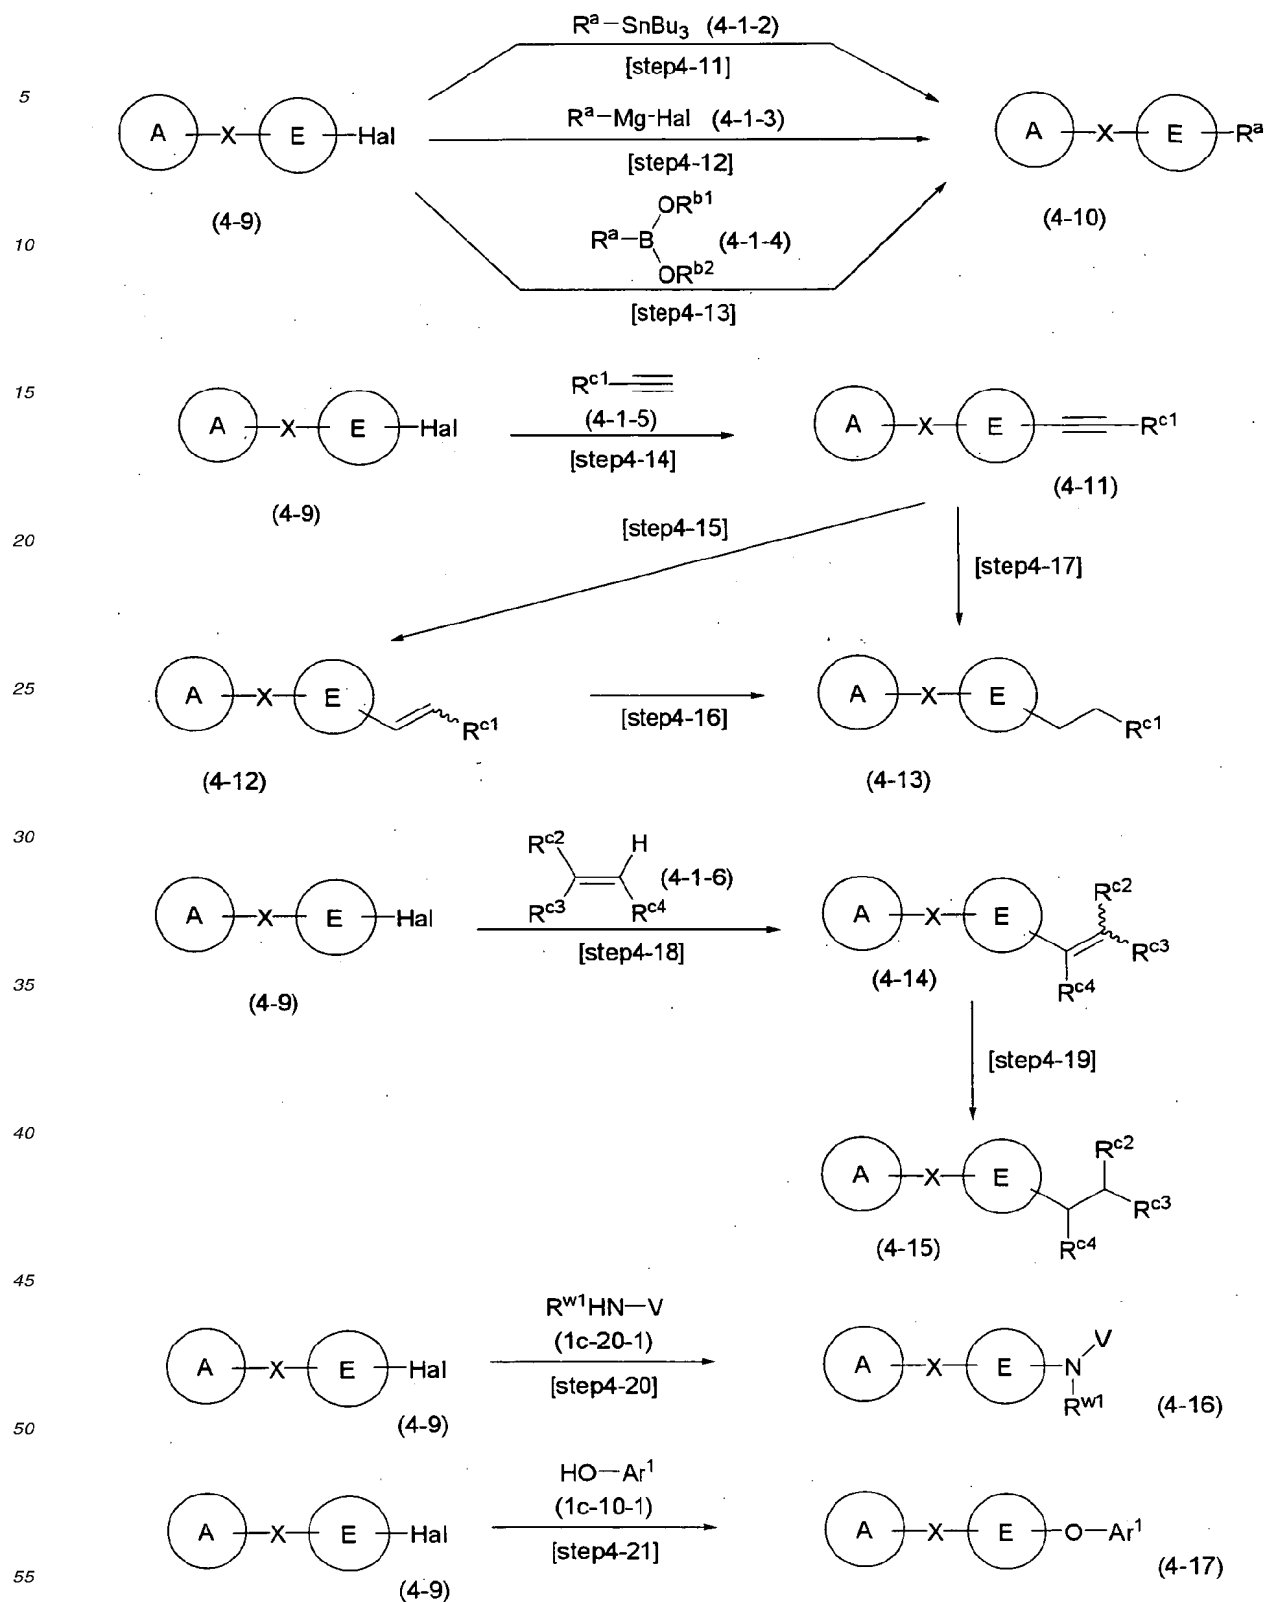 R^a—SnBu3 (4-1-2)
[step4-11]
5
A X E Hal
R^a—Mg-Hal (4-1-3)
[step4-12]
A X E R^a
(4-9)
OR^b1
R^a—B (4-1-4)
OR^b2
(4-10)
10
[step4-13]
15
A X E Hal
R^c1
(4-1-5)
[step4-14]
A X E R^c1
(4-9)
(4-11)
20
[step4-15]
[step4-17]
25
A X E R^c1
[step4-16]
A X E R^c1
(4-12)
(4-13)
30
R^c2 H
R^c3 R^c4
(4-1-6)
A X E Hal
[step4-18]
A X E R^c2
R^c3
R^c4
(4-9)
(4-14)
35
[step4-19]
40
A X E R^c2
R^c3
R^c4
(4-15)
45
R^w1HN—V
(1c-20-1)
A X E Hal
[step4-20]
A X E N V
R^w1
(4-9)
(4-16)
50
HO—Ar^1
(1c-10-1)
A X E Hal
[step4-21]
A X E O—Ar^1
(4-9)
(4-17)
55